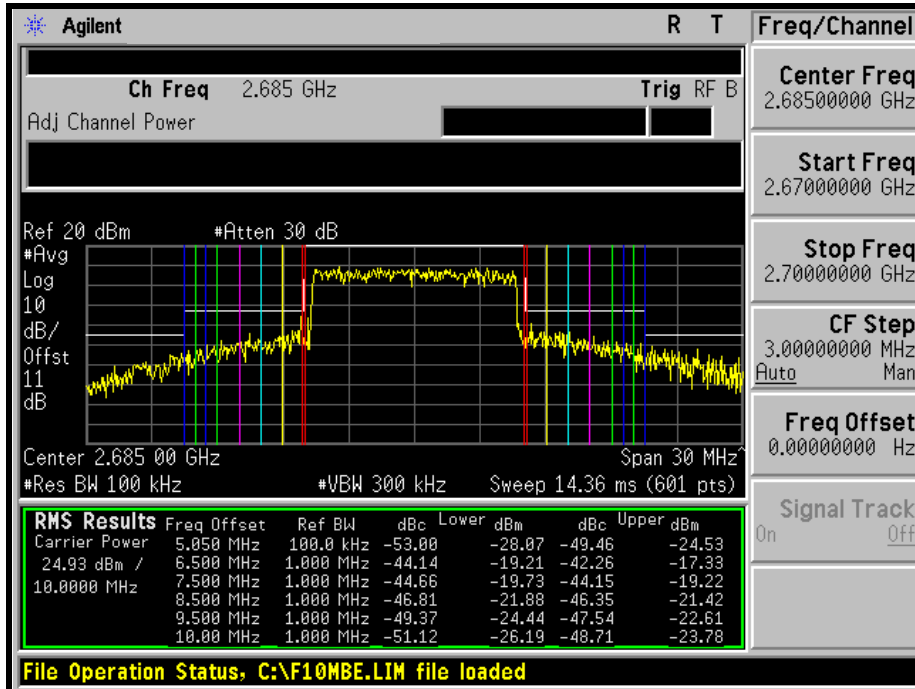 Agilent R T Freq/Channel
Ch Freq 2.685 GHz Trig RF B
Adj Channel Power
Center Freq
2.68500000 GHz
Start Freq
2.67000000 GHz
Stop Freq
2.70000000 GHz
CF Step
3.00000000 MHz
Auto Man
Freq Offset
0.00000000 Hz
Signal Track
On Off
Ref 20 dBm #Atten 30 dB
#Avg
Log
10
dB/
Offst
11
dB
Center 2.685 00 GHz Span 30 MHz^
#Res BW 100 kHz #VBW 300 kHz Sweep 14.36 ms (601 pts)
RMS Results Freq Offset Ref BW dBc Lower dBm dBc Upper dBm
Carrier Power 5.050 MHz 100.0 kHz -53.00 -28.07 -49.46 -24.53
24.93 dBm / 6.500 MHz 1.000 MHz -44.14 -19.21 -42.26 -17.33
10.0000 MHz 7.500 MHz 1.000 MHz -44.66 -19.73 -44.15 -19.22
8.500 MHz 1.000 MHz -46.81 -21.88 -46.35 -21.42
9.500 MHz 1.000 MHz -49.37 -24.44 -47.54 -22.61
10.00 MHz 1.000 MHz -51.12 -26.19 -48.71 -23.78
File Operation Status, C:\F10MBE.LIM file loaded